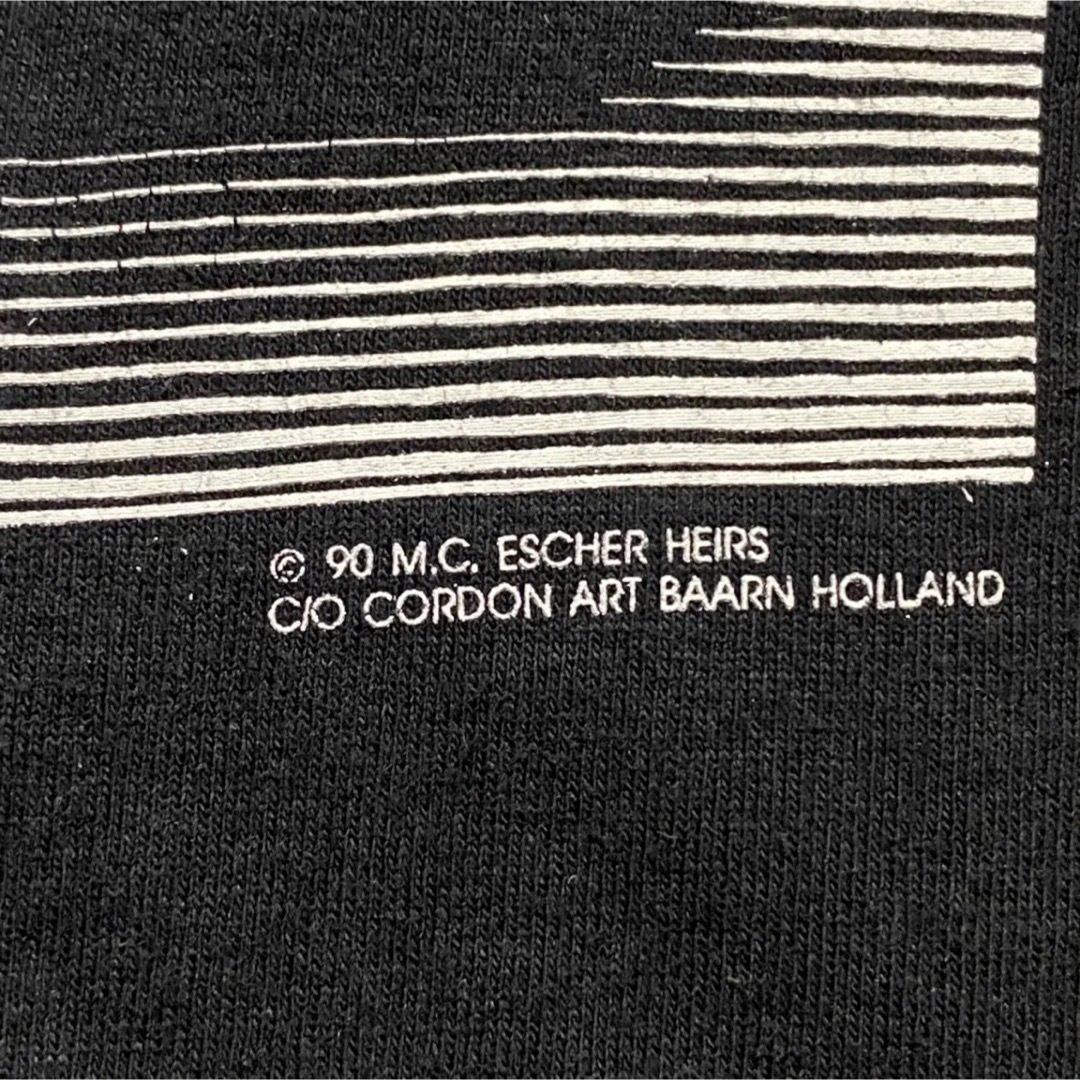 © 90 M.C. ESCHER HEIRS
C/O CORDON ART BAARN HOLLAND